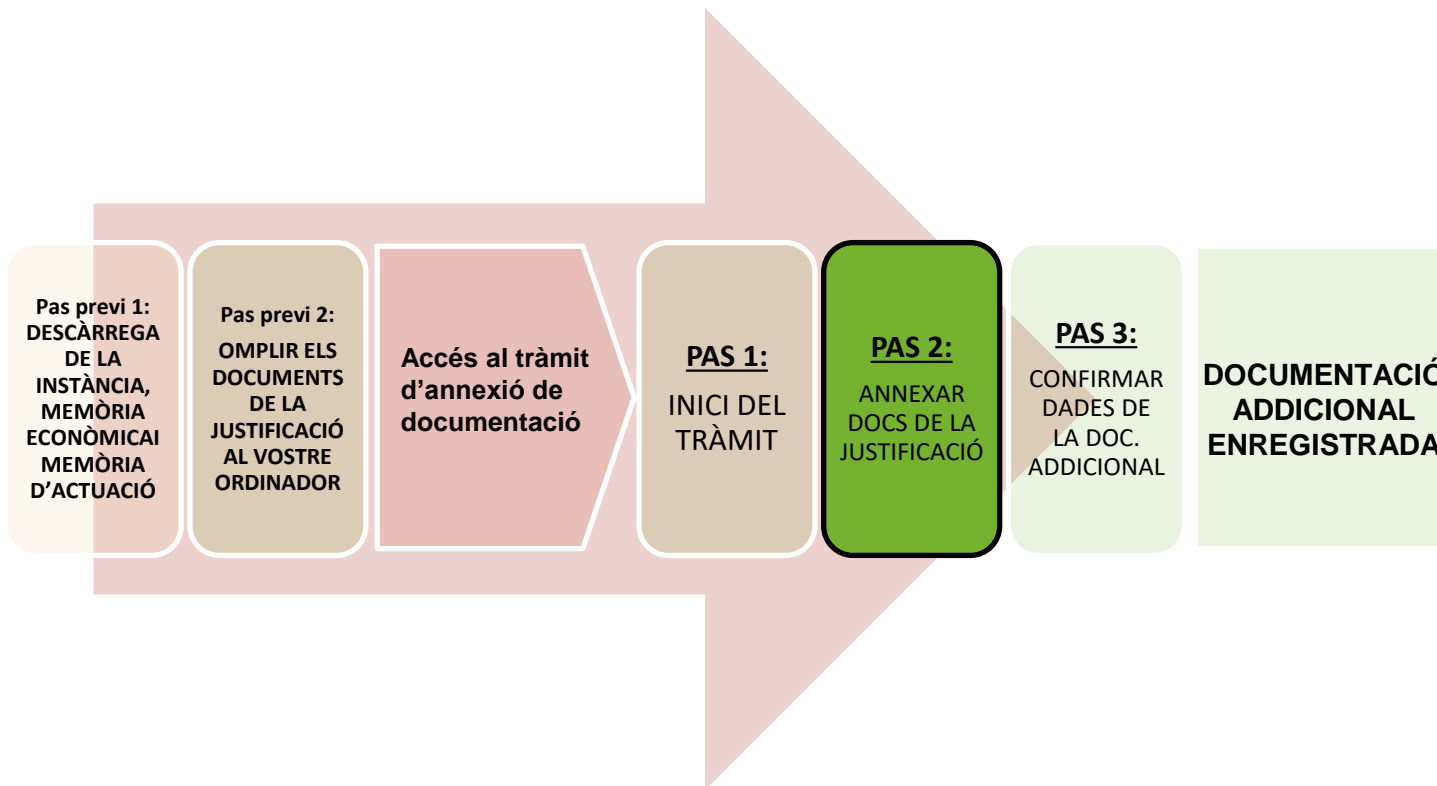 Pas previ 1:
DESCÀRREGA
DE LA
INSTÀNCIA,
MEMÒRIA
ECONÒMICAI
MEMÒRIA
D'ACTUACIÓ
Pas previ 2:
OMPLIR ELS
DOCUMENTS
DE LA
JUSTIFICACIÓ
AL VOSTRE
ORDINADOR
Accés al tràmit
d'annexió de
documentació
PAS 1:
INICI DEL
TRÀMIT
PAS 2:
ANNEXAR
DOCS DE LA
JUSTIFICACIÓ
PAS 3:
CONFIRMAR
DADES DE
LA DOC.
ADDICIONAL
DOCUMENTACIÓ
ADDICIONAL
ENREGISTRADA